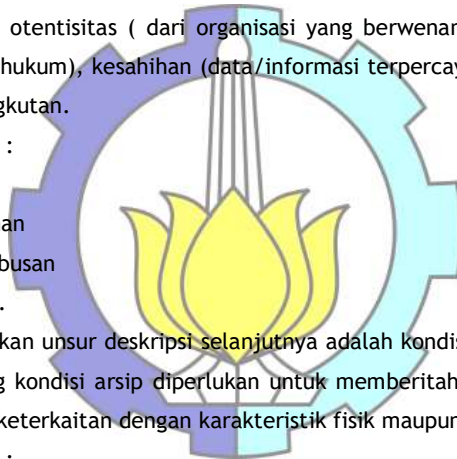 otentisitas ( dari organisasi yang berwenan
hukum), kesahihan (data/informasi terpercay
gkutan.
:
an
busan
.
kan unsur deskripsi selanjutnya adalah kondis
g kondisi arsip diperlukan untuk memberitah
keterkaitan dengan karakteristik fisik maupun
: